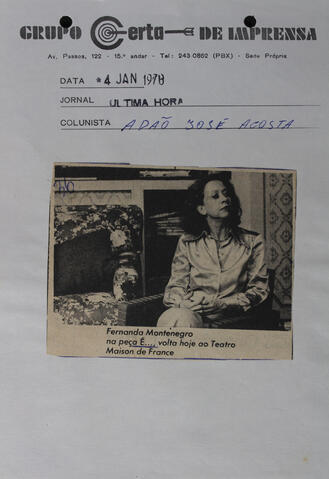 GRUPO Certa DE IMPRENSA
Av. Passos, 122 - 15.º andar - Tel: 243-0862 (PBX) - Sede Própria
DATA 4 JAN 1978
JORNAL ULTIMA HORA
COLUNISTA ADÃO JOSÉ ACOSTA
Fernanda Montenegro
na peça É..., volta hoje ao Teatro
Maison de France